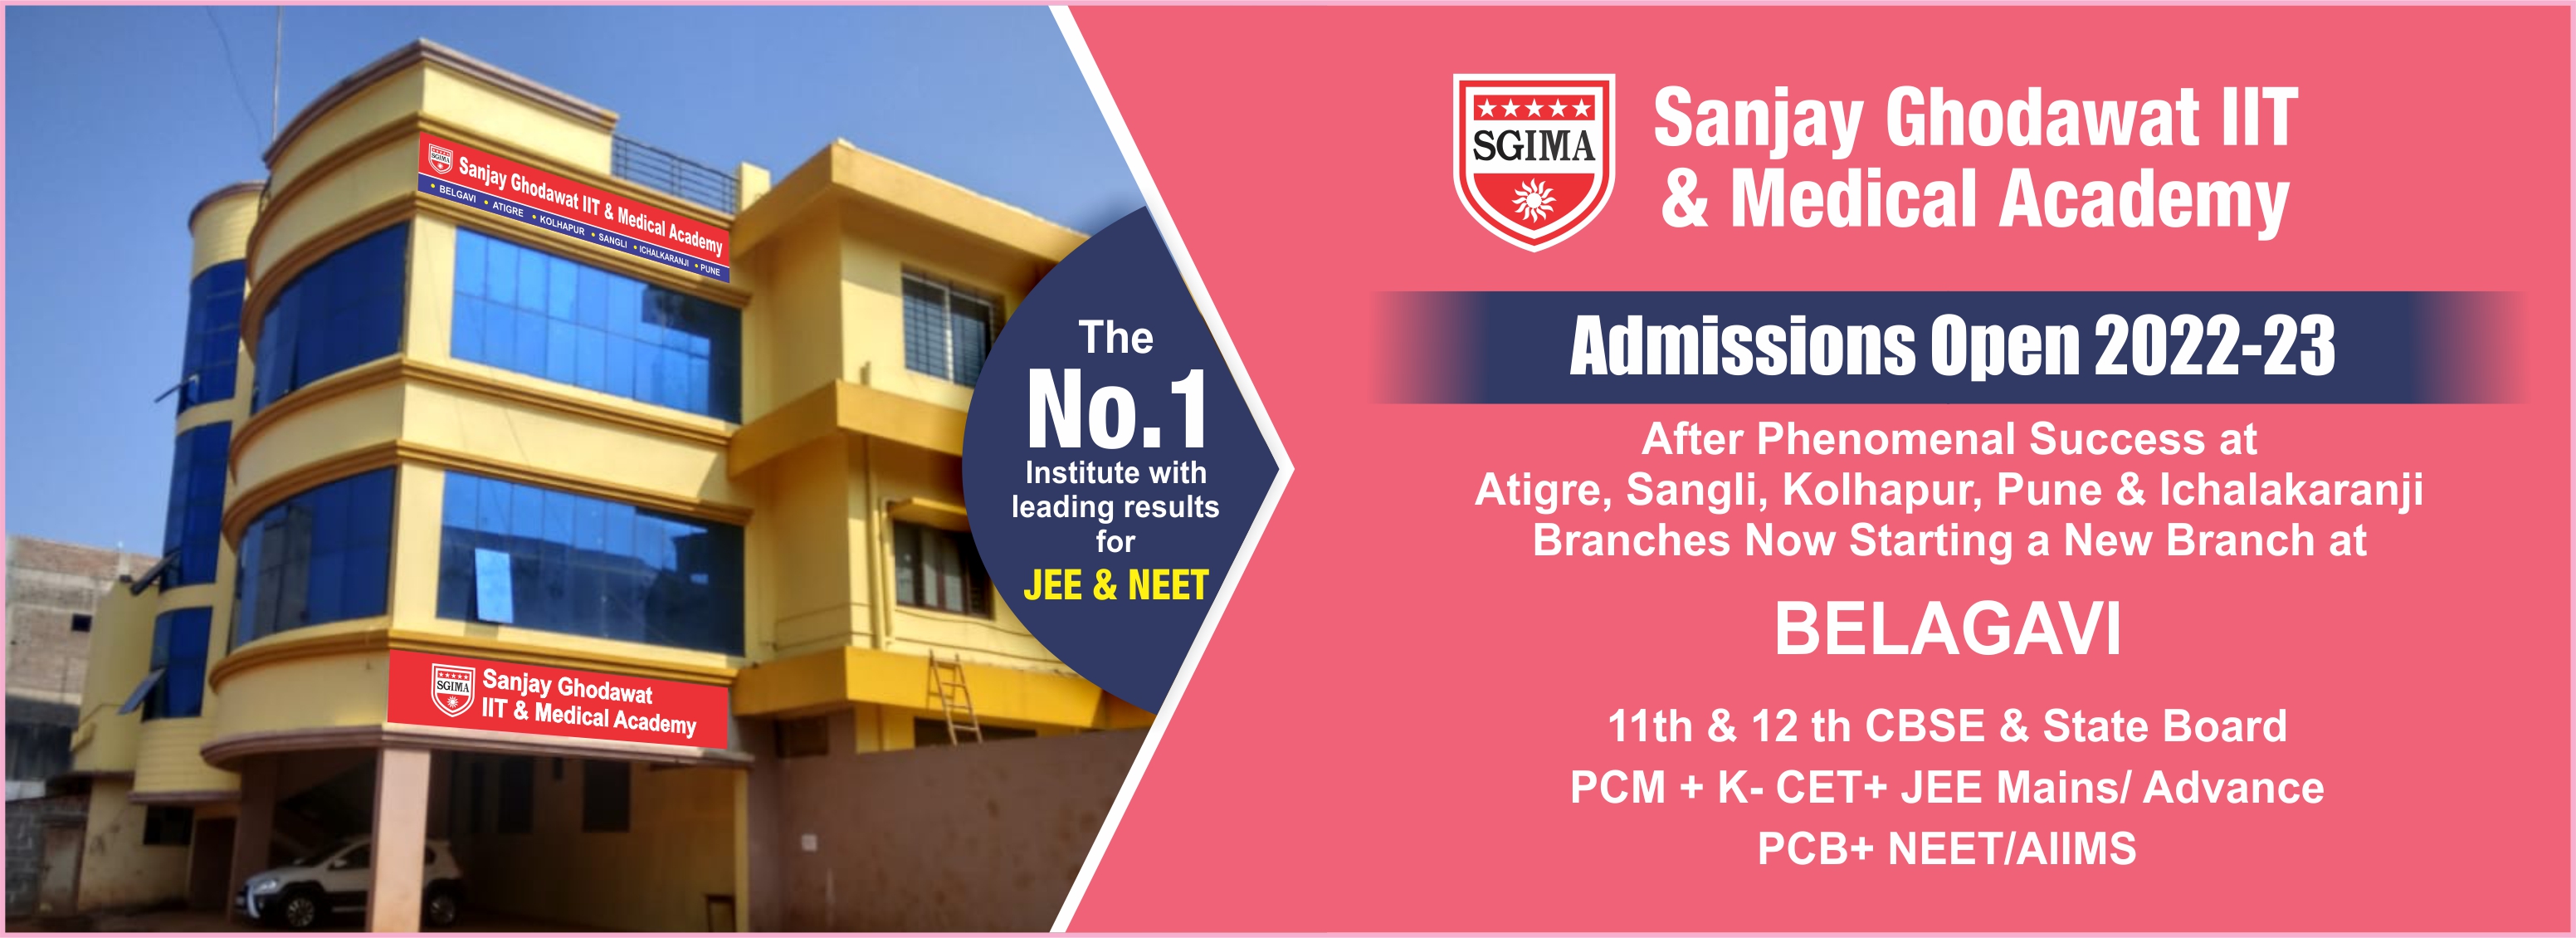 SGIMA
Sanjay Ghodawat IIT & Medical Academy
• BELGAVI • ATIGRE • KOLHAPUR • SANGLI • ICHALKARANJI • PUNE
SGIMA
Sanjay Ghodawat
IIT & Medical Academy
The
No.1
Institute with
leading results
for
JEE & NEET
SGIMA
Sanjay Ghodawat IIT
& Medical Academy
Admissions Open 2022-23
After Phenomenal Success at
Atigre, Sangli, Kolhapur, Pune & Ichalakaranji
Branches Now Starting a New Branch at
BELAGAVI
11th & 12 th CBSE & State Board
PCM + K- CET+ JEE Mains/ Advance
PCB+ NEET/AIIMS